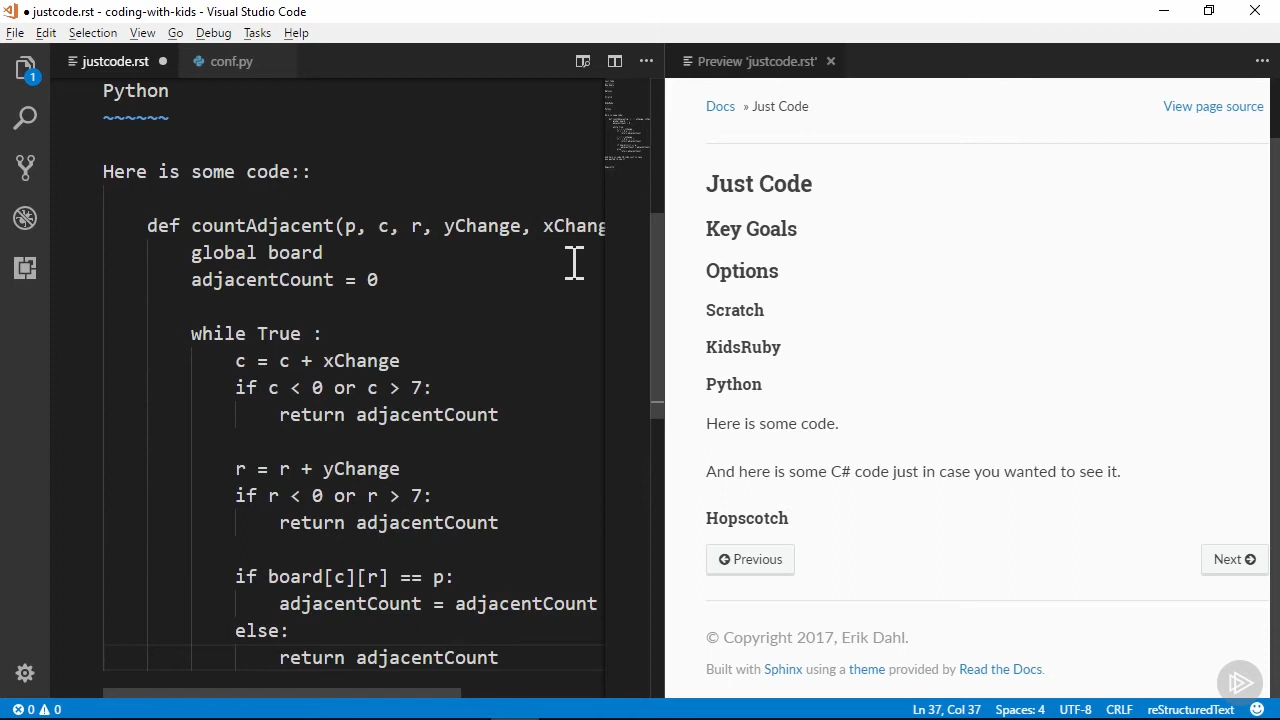 justcode.rst - coding-with-kids - Visual Studio Code
File Edit Selection View Go Debug Tasks Help
justcode.rst
conf.py
Preview 'justcode.rst'
1
Python
~~~~~~
Here is some code::
def countAdjacent(p, c, r, yChange, xChang
global board
adjacentCount = 0
while True :
c = c + xChange
if c < 0 or c > 7:
return adjacentCount
r = r + yChange
if r < 0 or r > 7:
return adjacentCount
if board[c][r] == p:
adjacentCount = adjacentCount
else:
return adjacentCount
Docs » Just Code
View page source
Just Code
Key Goals
Options
Scratch
KidsRuby
Python
Here is some code.
And here is some C# code just in case you wanted to see it.
Hopscotch
Previous
Next
© Copyright 2017, Erik Dahl.
Built with Sphinx using a theme provided by Read the Docs.
0 0
Ln 37, Col 37 Spaces: 4 UTF-8 CRLF reStructuredText